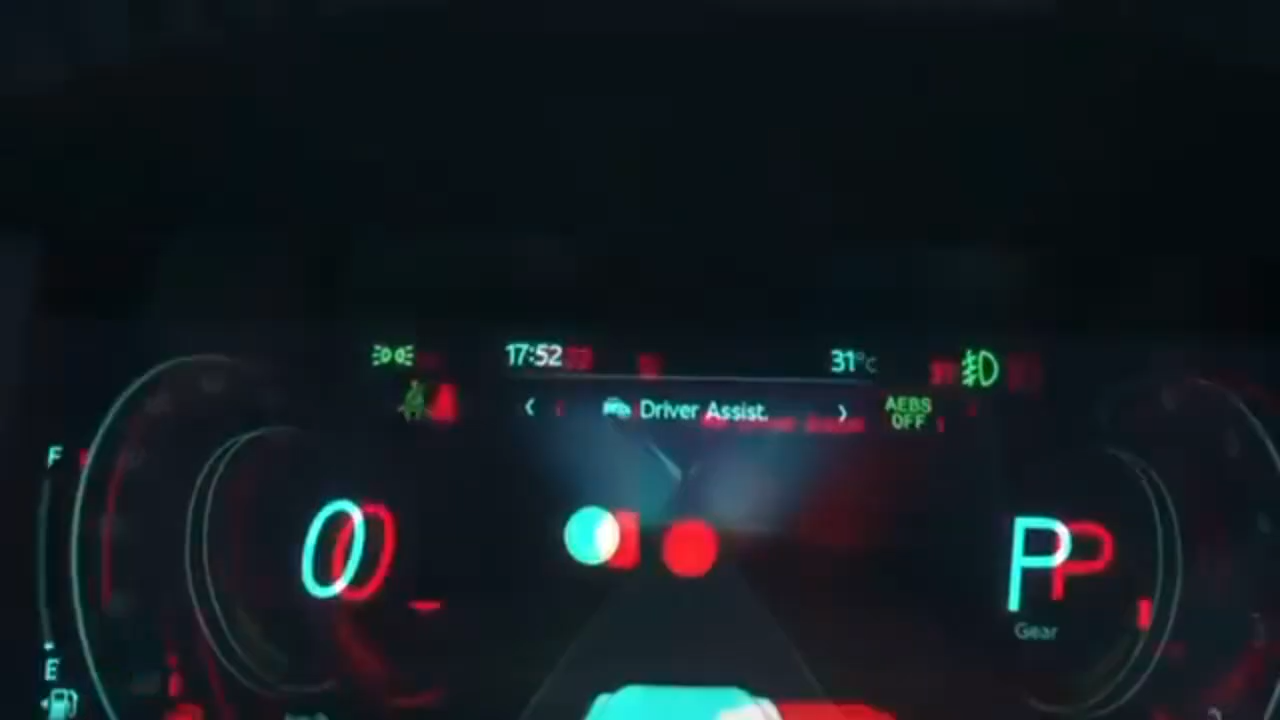 17:52
31°C
< Driver Assist. >
AEBS
OFF
F
0
P
Gear
E